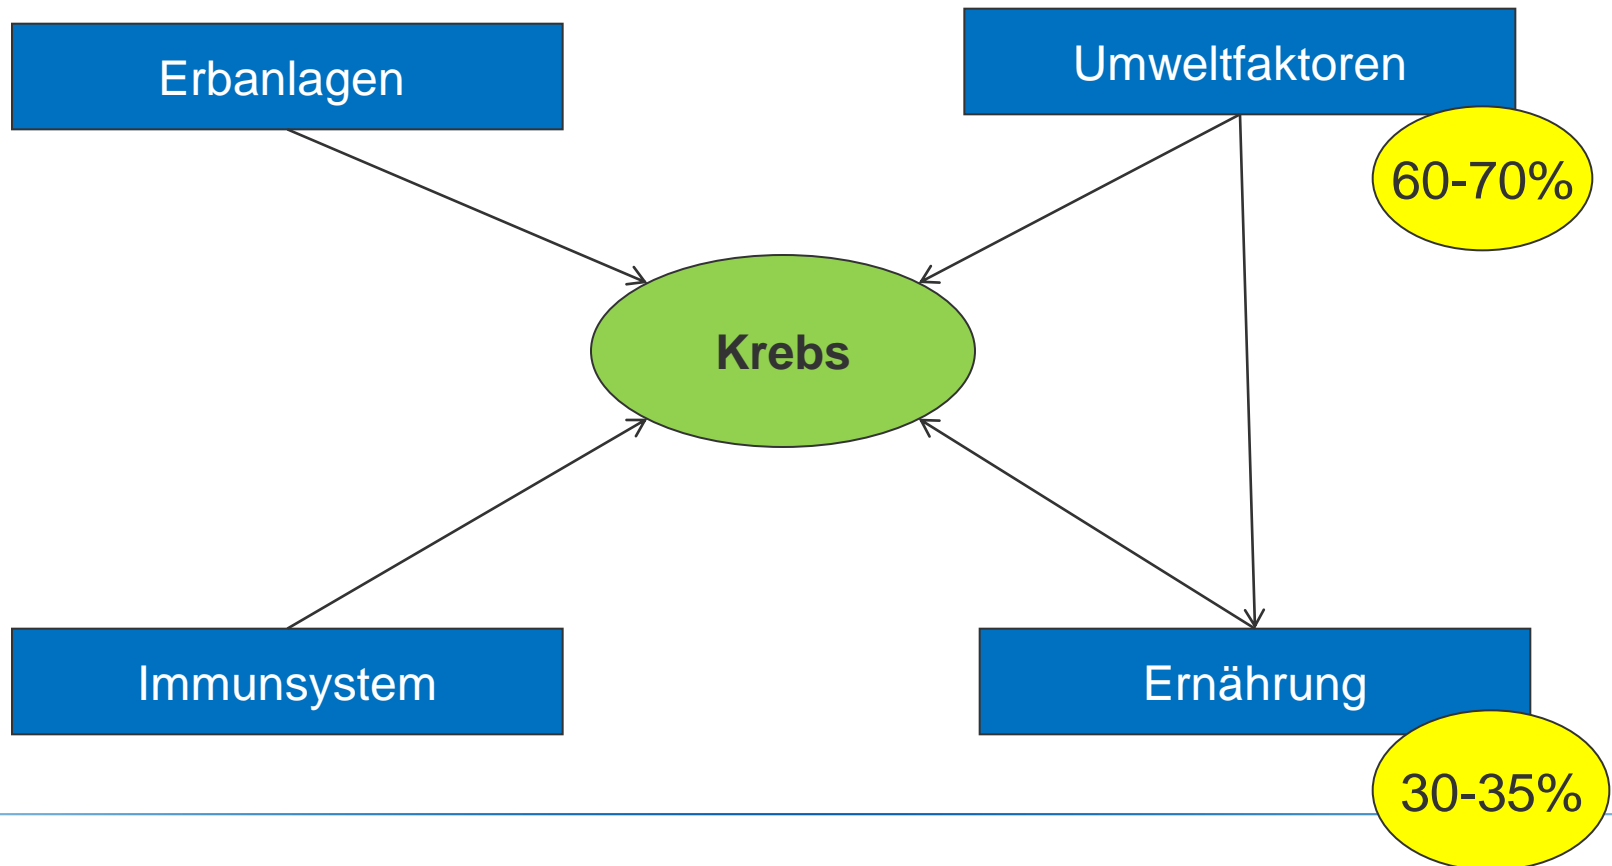 Erbanlagen
Umweltfaktoren
60-70%
Krebs
Immunsystem
Ernährung
30-35%